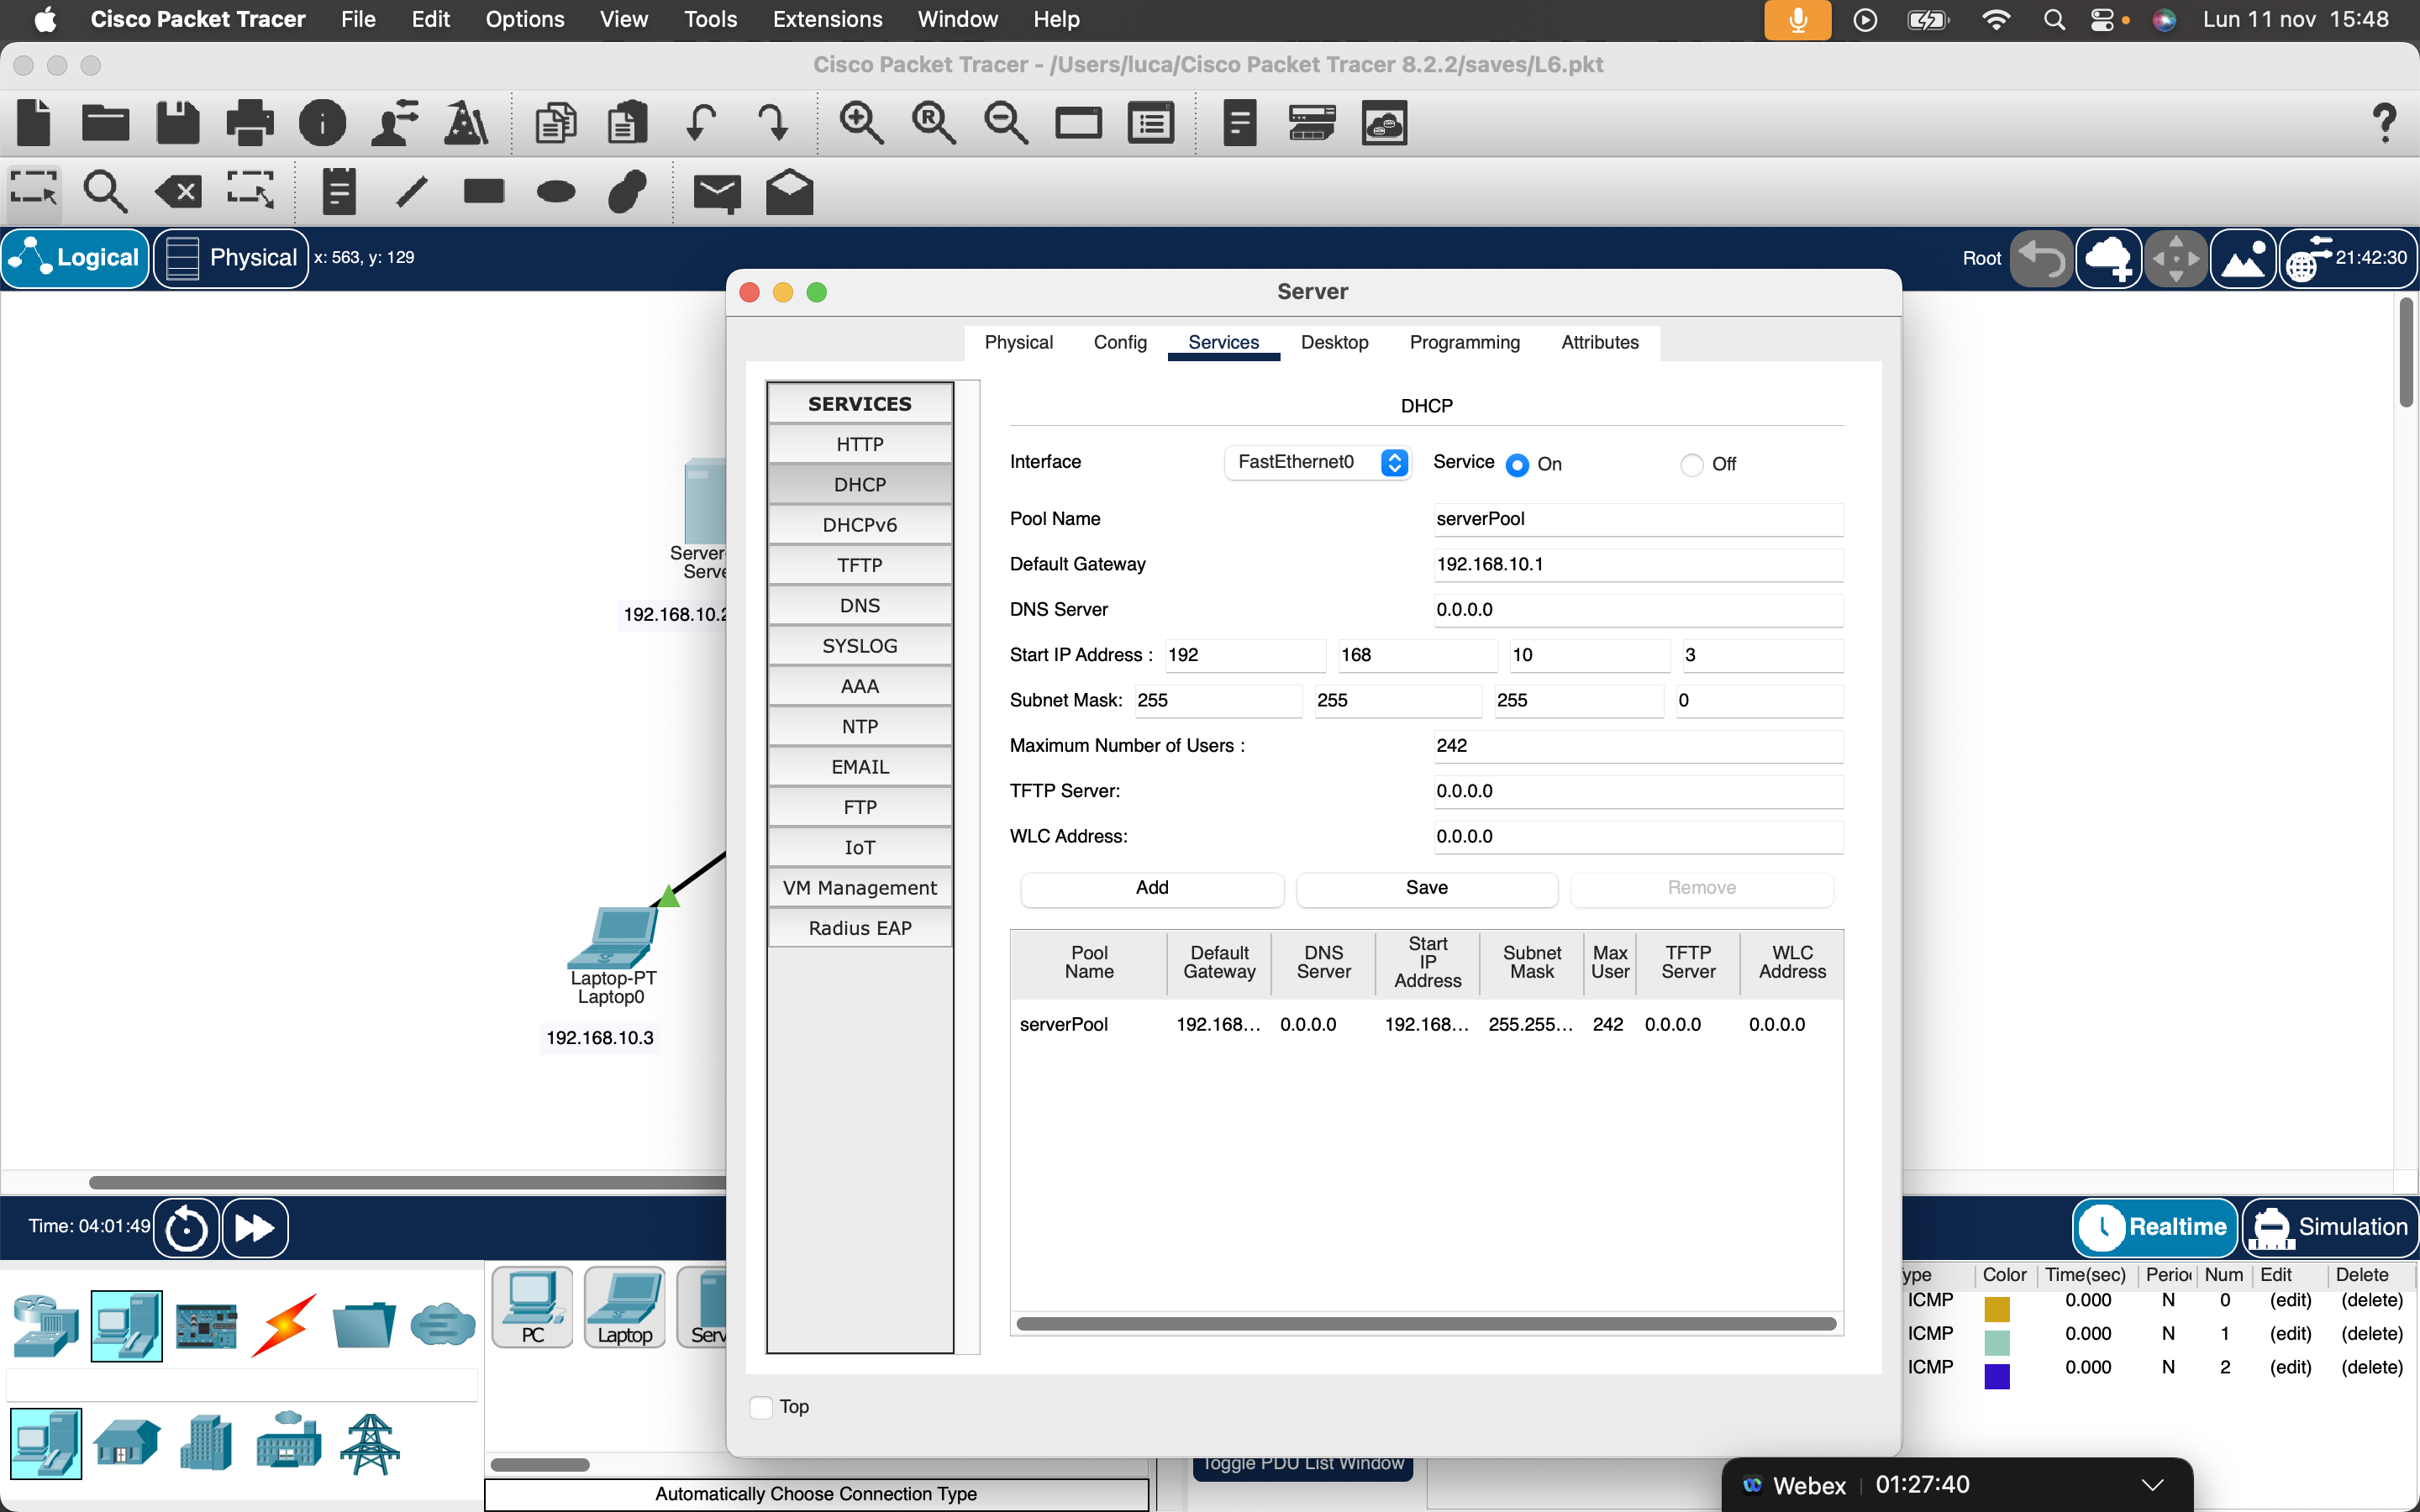 Cisco Packet Tracer File Edit Options View Tools Extensions Window Help Lun 11 nov 15:48
Cisco Packet Tracer - /Users/luca/Cisco Packet Tracer 8.2.2/saves/L6.pkt
Logical Physical x: 563, y: 129 Root 21:42:30
Server
Physical Config Services Desktop Programming Attributes
SERVICES
HTTP
DHCP
DHCPv6
TFTP
DNS
SYSLOG
AAA
NTP
EMAIL
FTP
IoT
VM Management
Radius EAP
DHCP
Interface FastEthernet0 Service On Off
Pool Name serverPool
Default Gateway 192.168.10.1
DNS Server 0.0.0.0
Start IP Address : 192 168 10 3
Subnet Mask: 255 255 255 0
Maximum Number of Users : 242
TFTP Server: 0.0.0.0
WLC Address: 0.0.0.0
Add Save Remove
Pool Name Default Gateway DNS Server Start IP Address Subnet Mask Max User TFTP Server WLC Address
serverPool 192.168... 0.0.0.0 192.168... 255.255... 242 0.0.0.0 0.0.0.0
Top
Server
Serve
192.168.10.2
Laptop-PT
Laptop0
192.168.10.3
Time: 04:01:49 Realtime Simulation
PC Laptop Serv
Automatically Choose Connection Type
Toggle PDU List Window
ype Color Time(sec) Perio Num Edit Delete
ICMP 0.000 N 0 (edit) (delete)
ICMP 0.000 N 1 (edit) (delete)
ICMP 0.000 N 2 (edit) (delete)
Webex 01:27:40